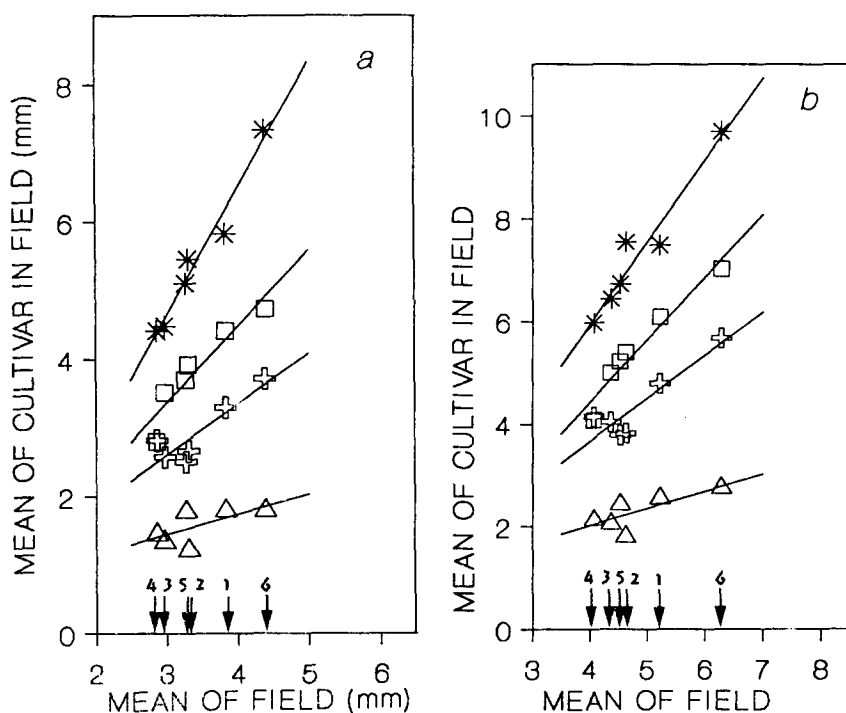 a
8
6
4
2
0
MEAN OF CULTIVAR IN FIELD (mm)
4 3 5 2 1 6
2 3 4 5 6
MEAN OF FIELD (mm)
b
10
8
6
4
2
0
MEAN OF CULTIVAR IN FIELD
4 3 5 2 1 6
3 4 5 6 7 8
MEAN OF FIELD